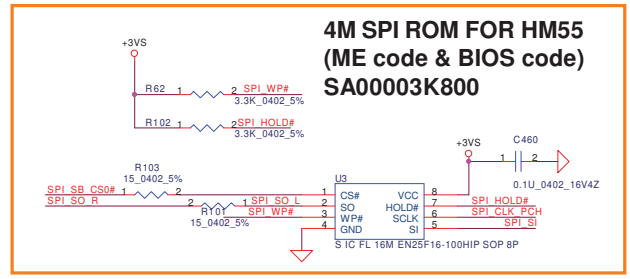 4M SPI ROM FOR HM55
(ME code & BIOS code)
SA00003K800
+3VS
R62 1 2 SPI_WP#
3.3K_0402_5%
R102 1 2 SPI_HOLD#
3.3K_0402_5%
+3VS
C460
1 2
0.1U_0402_16V4Z
R103
15_0402_5%
U3
SPI_SB_CS0# 1 2 1 CS# VCC 8
SPI_SO_R 2 1 SPI_SO_L 2 SO HOLD# 7 SPI_HOLD#
R101 SPI_WP# 3 WP# SCLK 6 SPI_CLK_PCH
15_0402_5% 4 GND SI 5 SPI_SI
S IC FL 16M EN25F16-100HIP SOP 8P